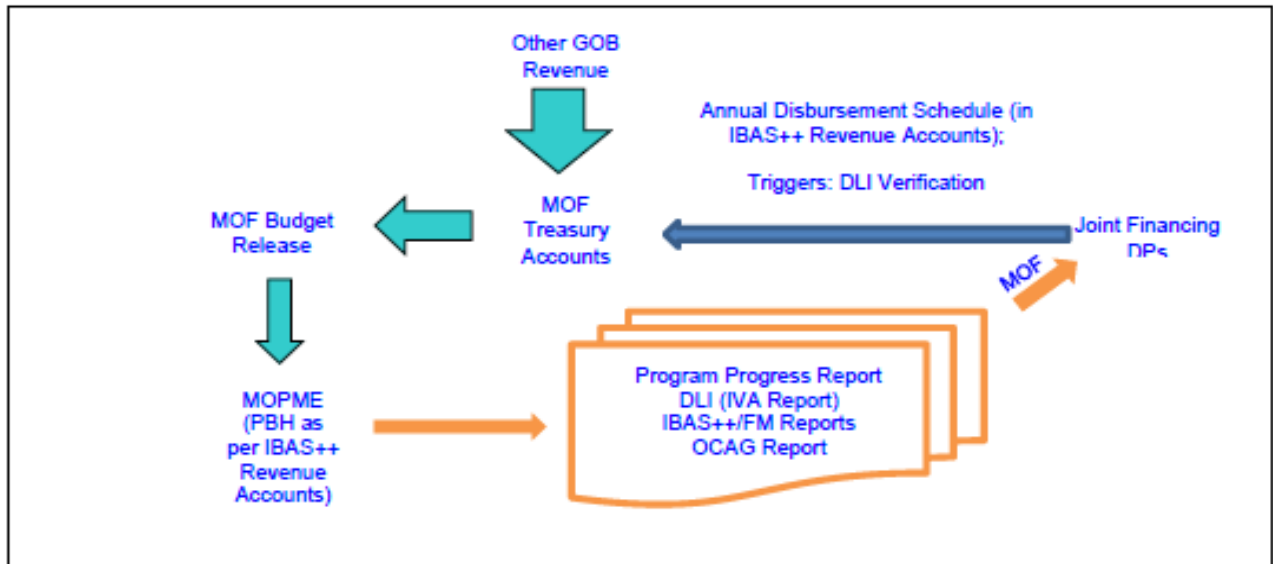 Other GOB
Revenue
Annual Disbursement Schedule (in
IBAS++ Revenue Accounts);
Triggers: DLI Verification
MOF Budget
Release
MOF
Treasury
Accounts
Joint Financing
DPs
MOF
MOPME
(PBH as
per IBAS++
Revenue
Accounts)
Program Progress Report
DLI (IVA Report)
IBAS++/FM Reports
OCAG Report